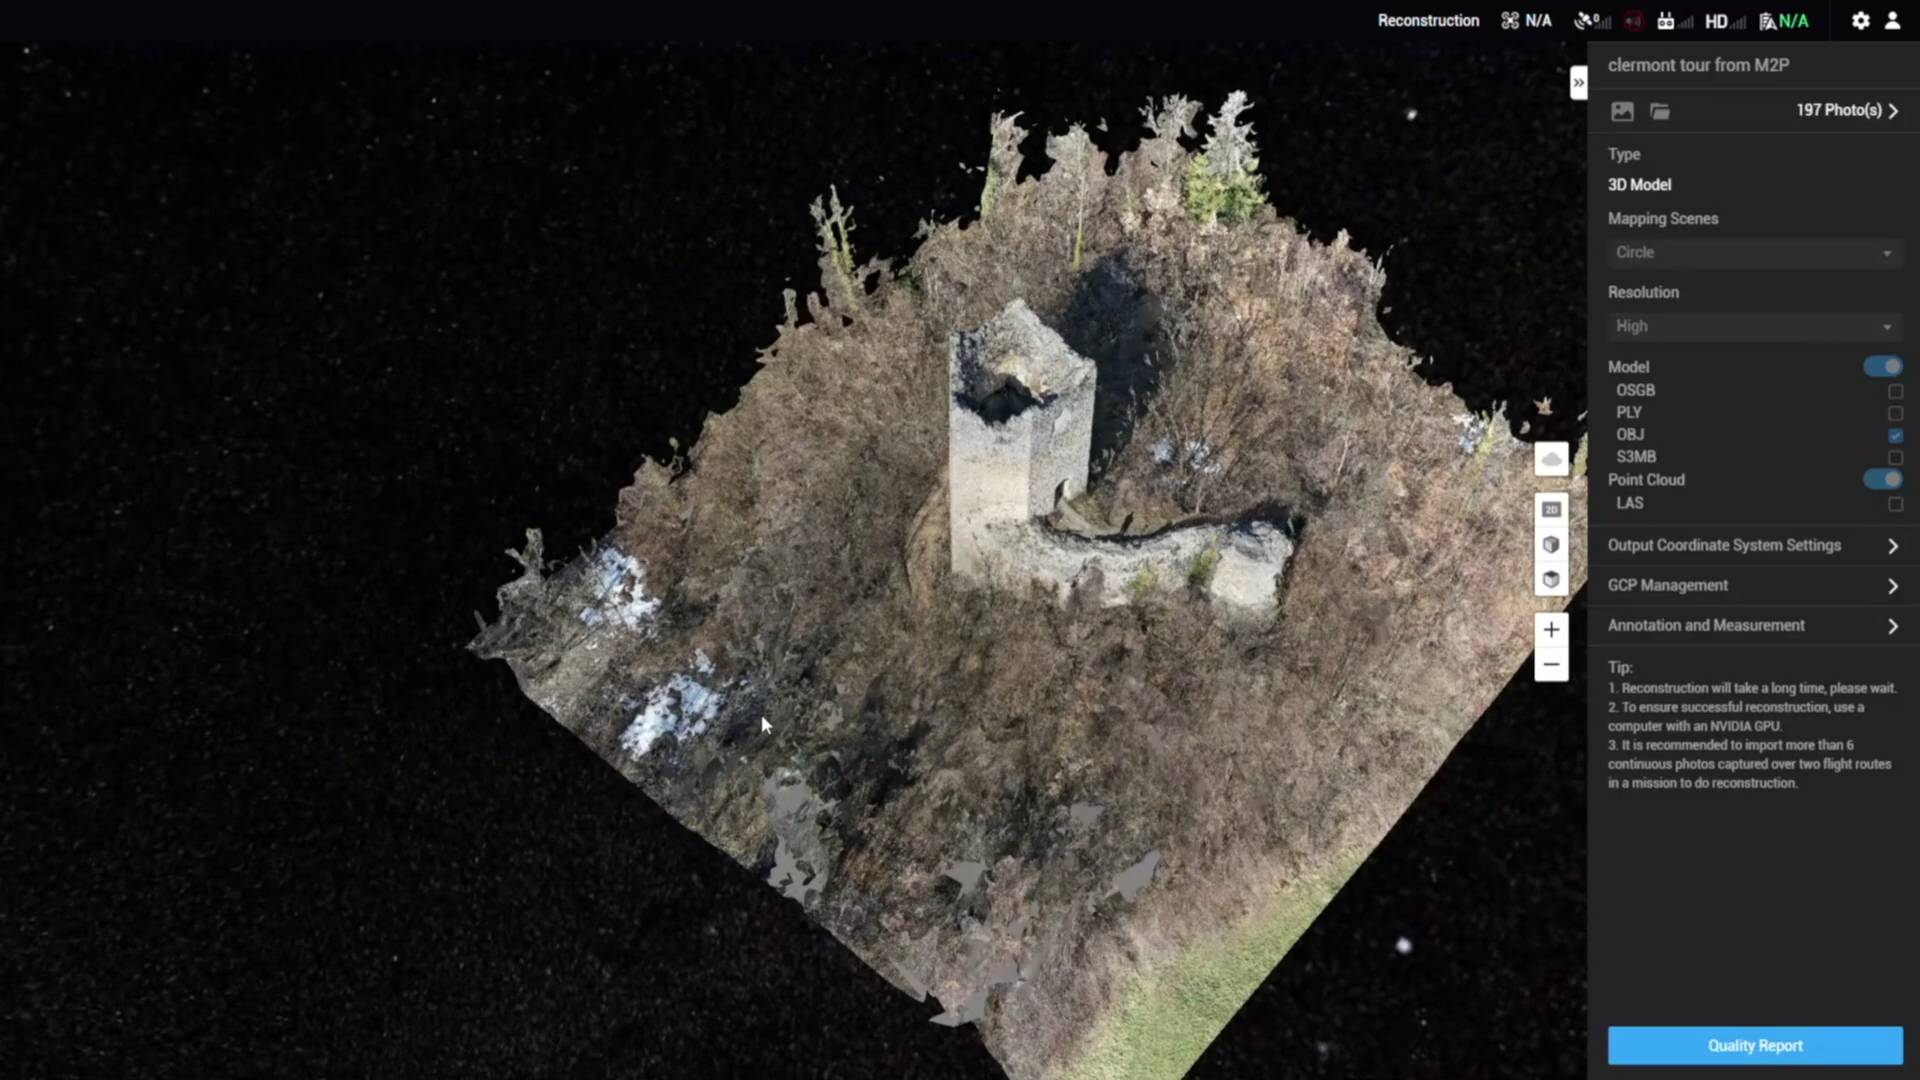 Reconstruction N/A 0 HD N/A
clermont tour from M2P
197 Photo(s)
Type
3D Model
Mapping Scenes
Circle
Resolution
High
Model
OSGB
PLY
OBJ
S3MB
Point Cloud
LAS
2D
Output Coordinate System Settings
GCP Management
Annotation and Measurement
Tip:
1. Reconstruction will take a long time, please wait.
2. To ensure successful reconstruction, use a
computer with an NVIDIA GPU.
3. It is recommended to import more than 6
continuous photos captured over two flight routes
in a mission to do reconstruction.
Quality Report